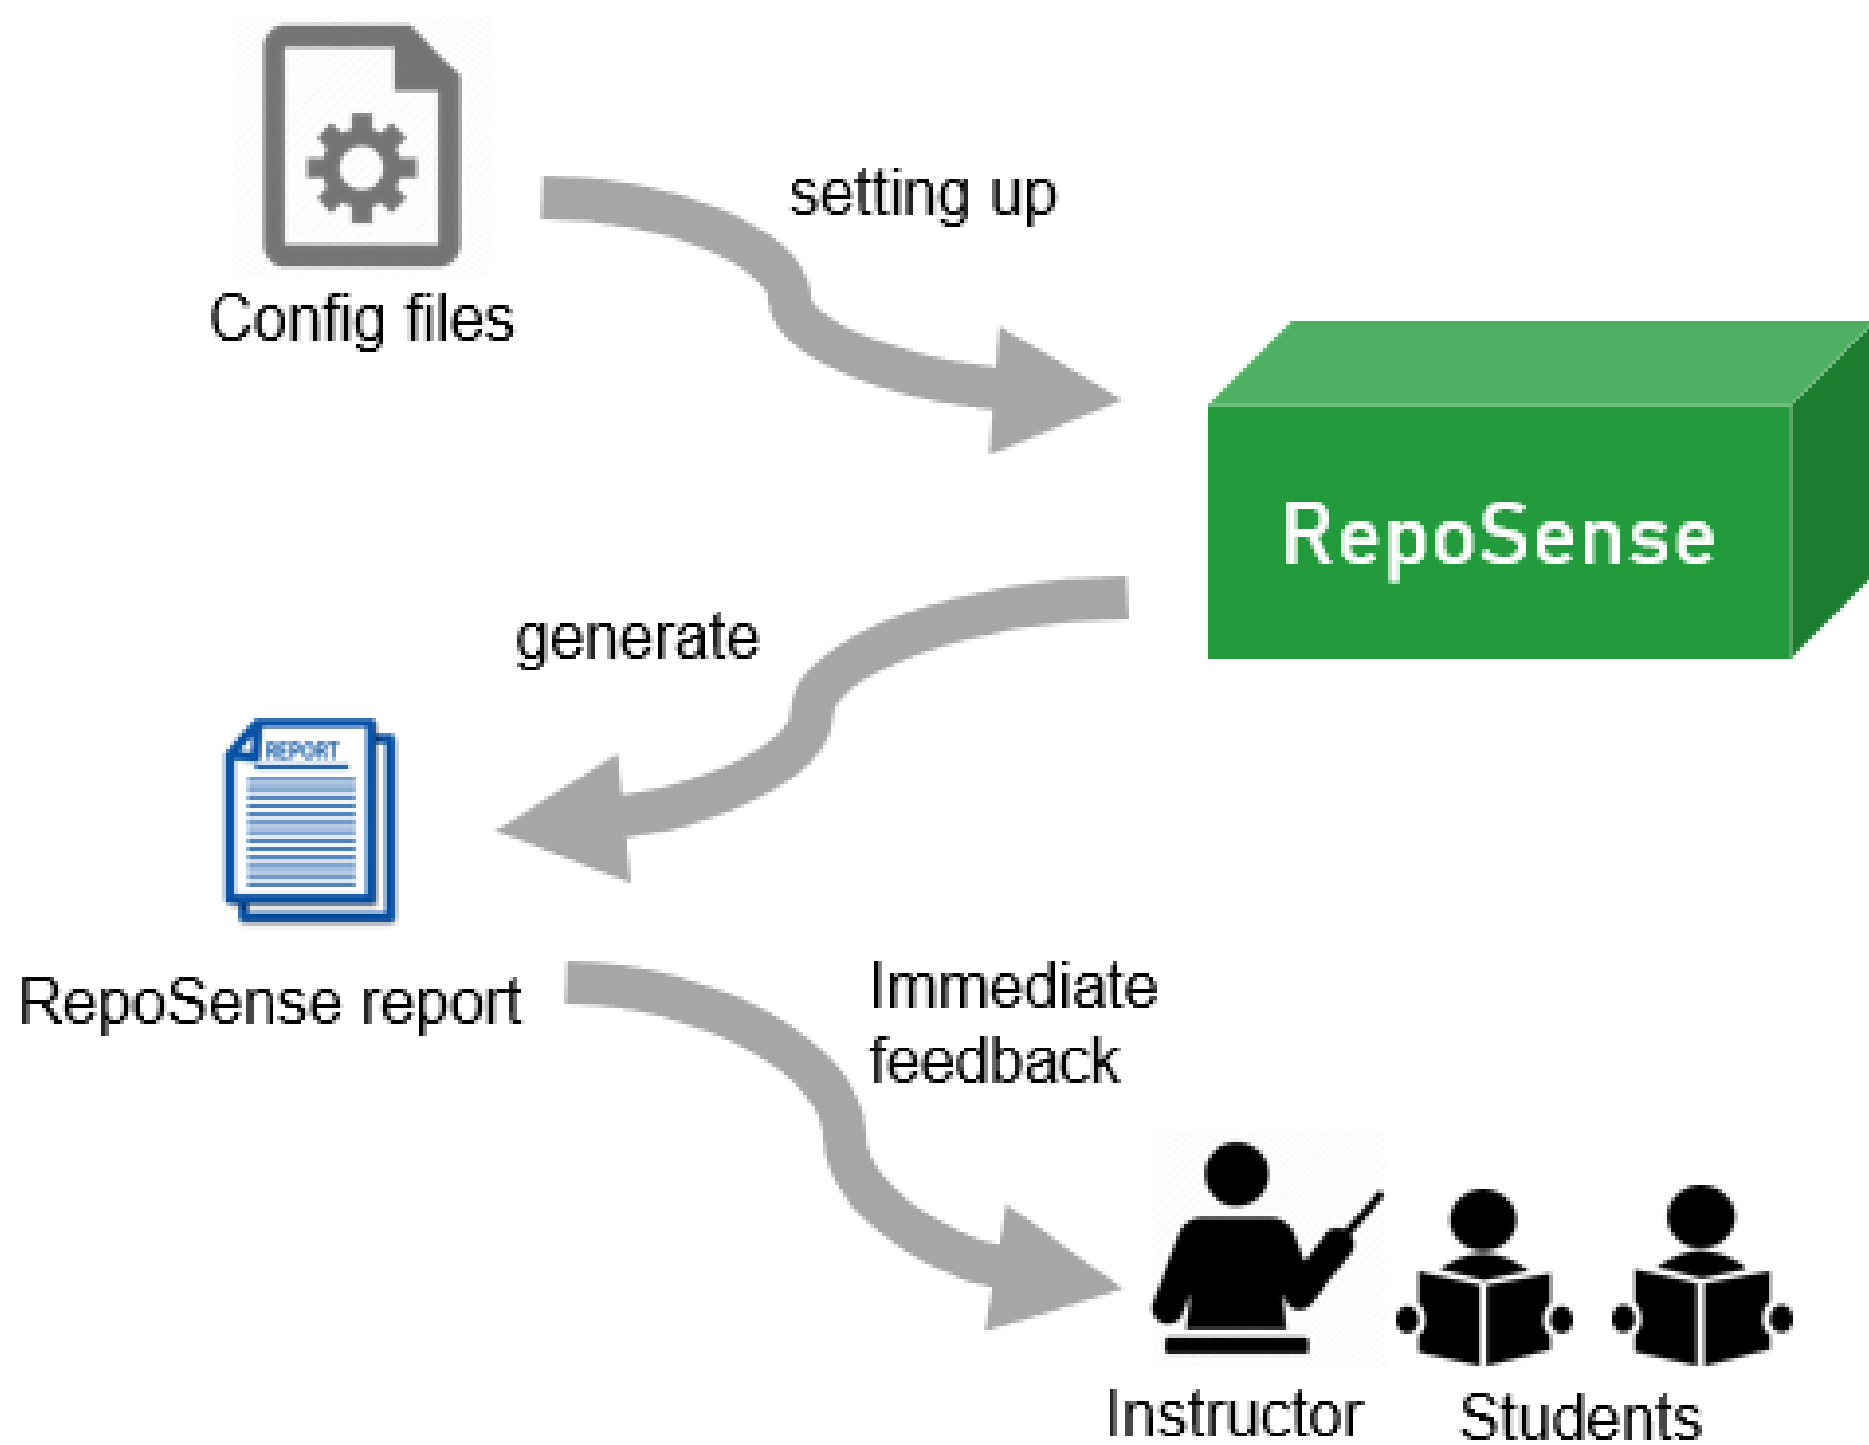 setting up
Config files
RepoSense
generate
REPORT
RepoSense report
Immediate
feedback
Instructor
Students